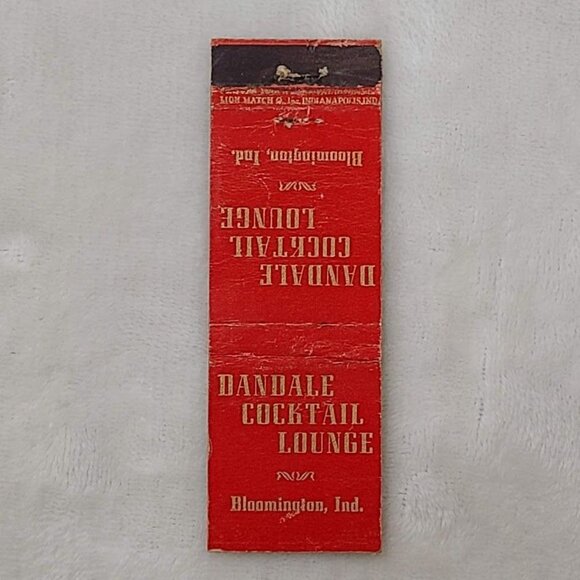 LION MATCH Co., Inc. INDIANAPOLIS, IND.
Bloomington, Ind.
DANDALE
COCKTAIL
LOUNGE
DANDALE
COCKTAIL
LOUNGE
Bloomington, Ind.